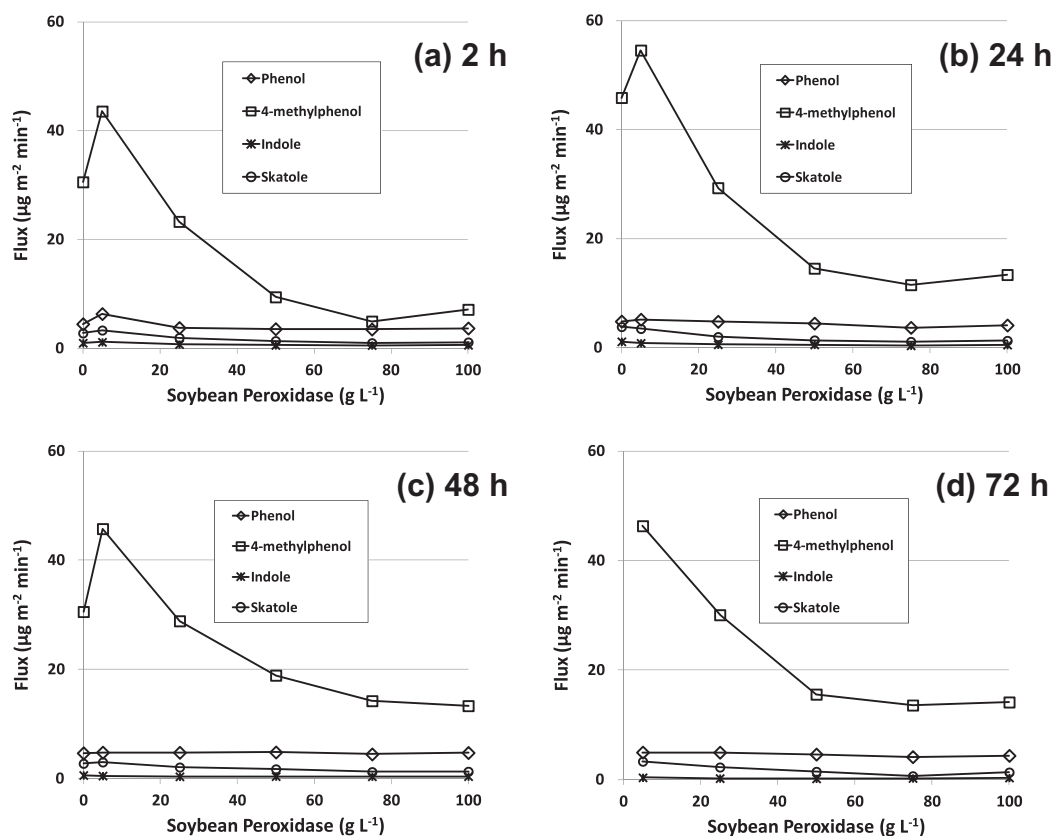 (a) 2 h
60
40
20
0
Flux (µg m-2 min-1)
Phenol
4-methylphenol
Indole
Skatole
0 20 40 60 80 100
Soybean Peroxidase (g L-1)
(b) 24 h
60
40
20
0
Flux (µg m-2 min-1)
Phenol
4-methylphenol
Indole
Skatole
0 20 40 60 80 100
Soybean Peroxidase (g L-1)
(c) 48 h
60
40
20
0
Flux (µg m-2 min-1)
Phenol
4-methylphenol
Indole
Skatole
0 20 40 60 80 100
Soybean Peroxidase (g L-1)
(d) 72 h
60
40
20
0
Flux (µg m-2 min-1)
Phenol
4-methylphenol
Indole
Skatole
0 20 40 60 80 100
Soybean Peroxidase (g L-1)